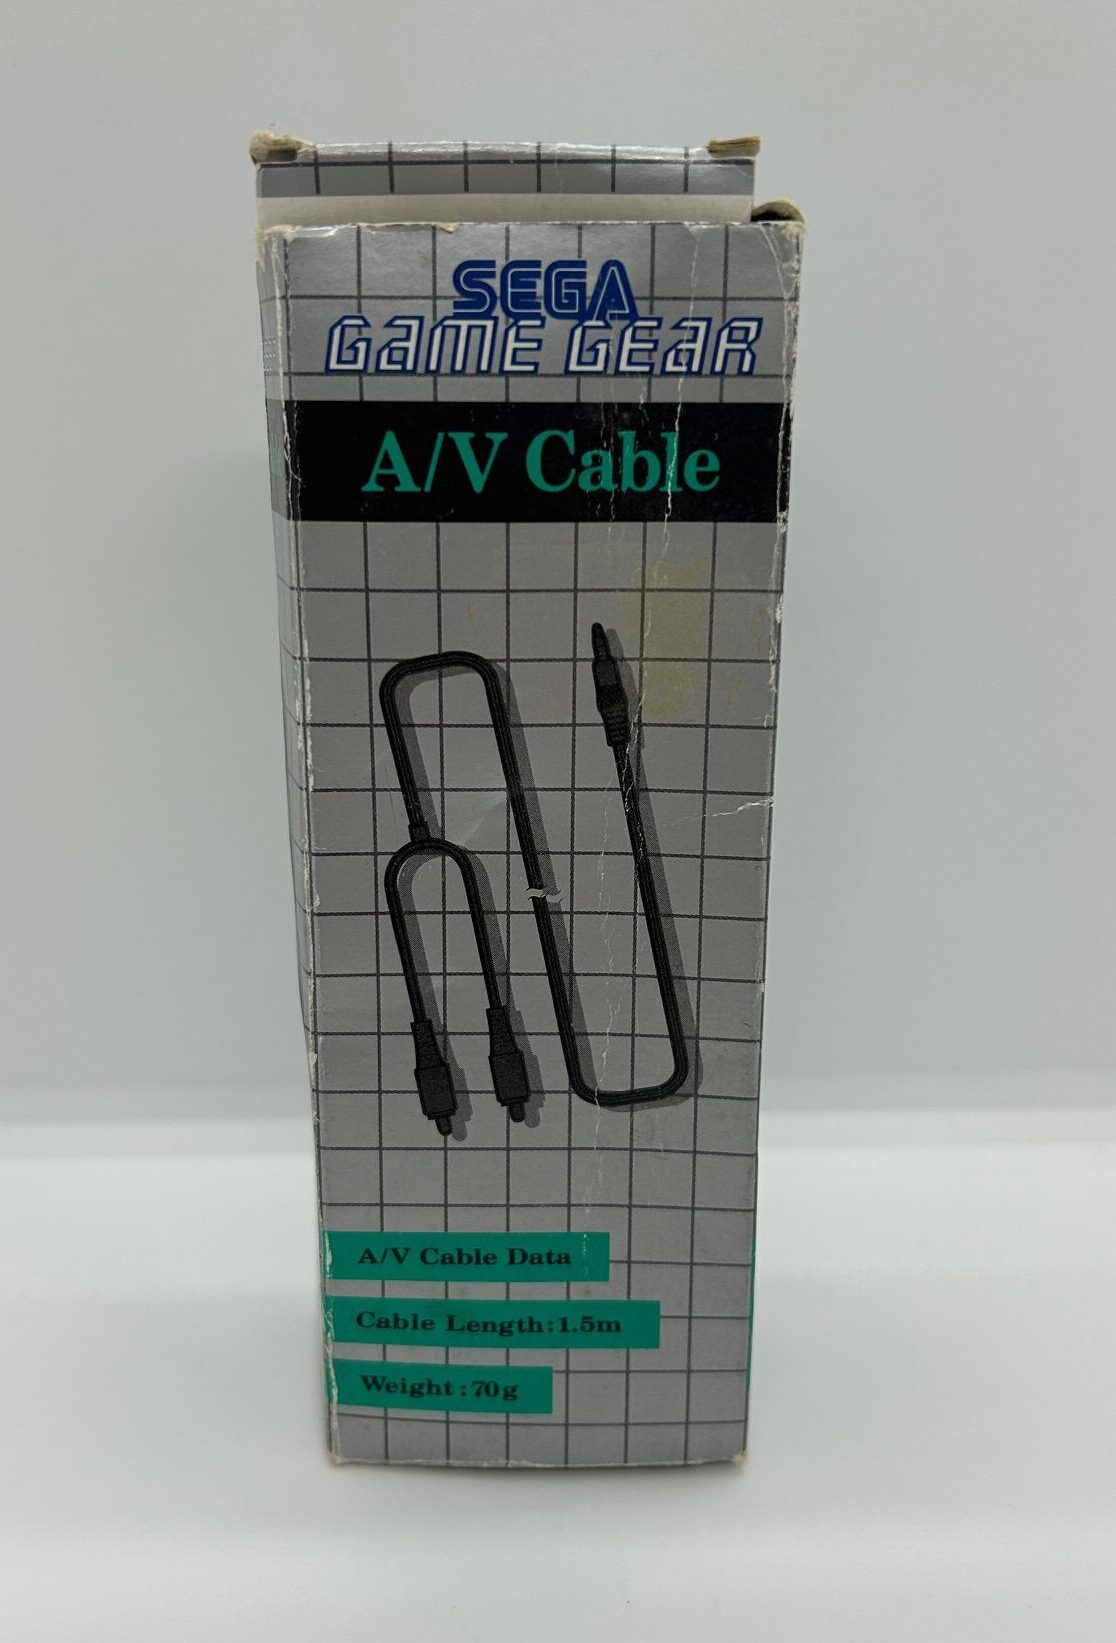 SEGA
GAME GEAR
A/V Cable
A/V Cable Data
Cable Length:1.5m
Weight:70g